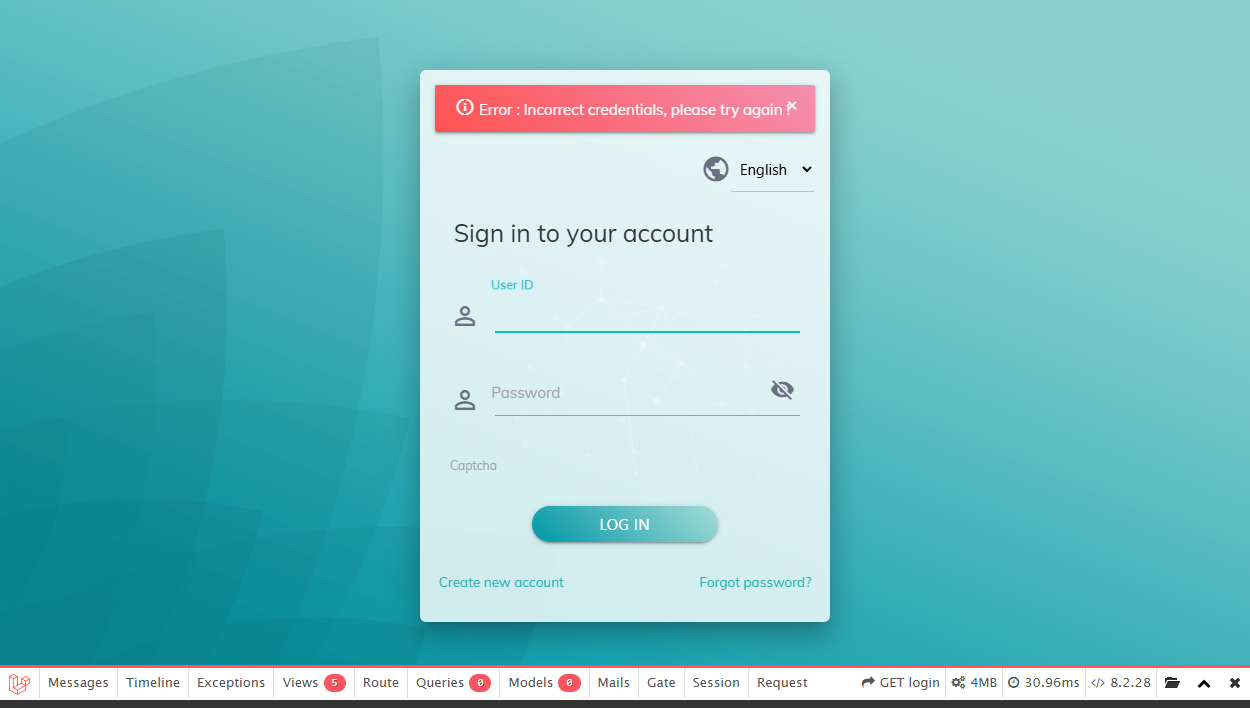 Error : Incorrect credentials, please try again !
×
English
Sign in to your account
User ID
Password
Captcha
LOG IN
Create new account Forgot password?
Messages Timeline Exceptions Views 5 Route Queries 0 Models 0 Mails Gate Session Request GET login 4MB 30.96ms </> 8.2.28